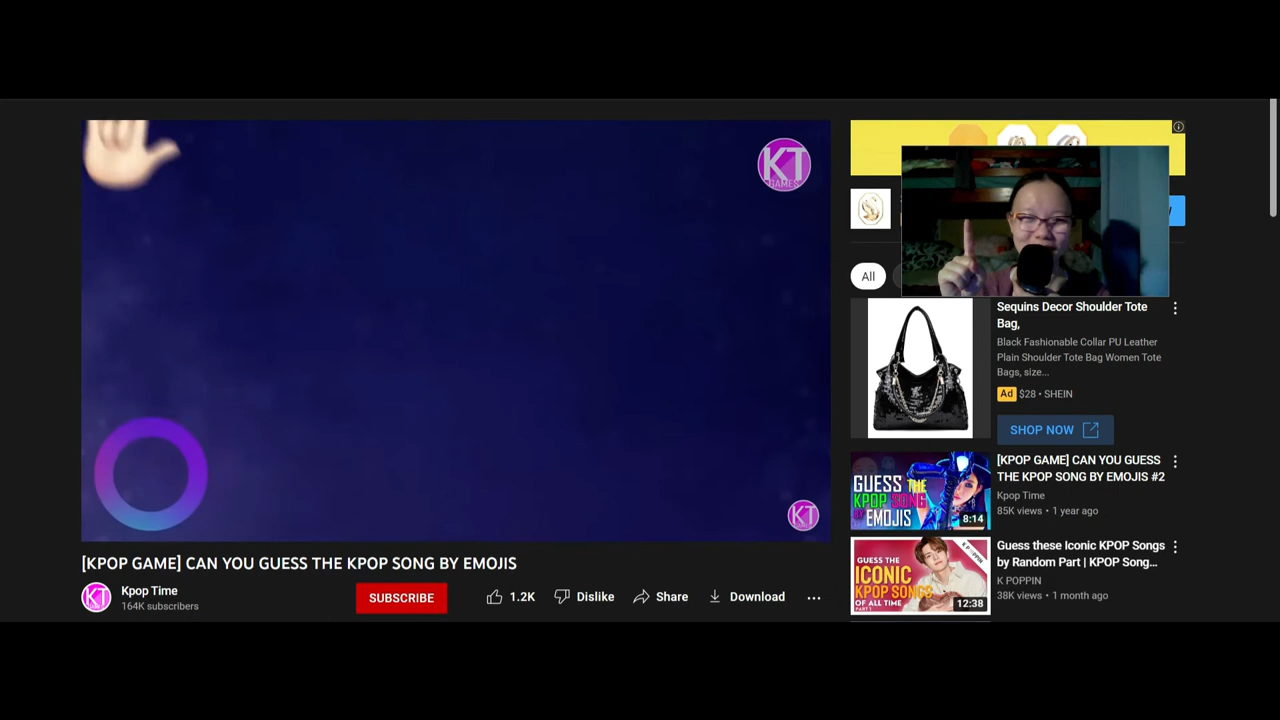 KT
GAMES
KT
[KPOP GAME] CAN YOU GUESS THE KPOP SONG BY EMOJIS
KT
Kpop Time
164K subscribers
SUBSCRIBE
1.2K
Dislike
Share
Download
All
Sequins Decor Shoulder Tote
Bag,
Black Fashionable Collar PU Leather
Plain Shoulder Tote Bag Women Tote
Bags, size...
Ad $28 • SHEIN
SHOP NOW
GUESS THE
KPOP SONG
BY EMOJIS
8:14
[KPOP GAME] CAN YOU GUESS
THE KPOP SONG BY EMOJIS #2
Kpop Time
85K views • 1 year ago
K POPPIN
GUESS THE
ICONIC
KPOP SONGS
OF ALL TIME
PART 1
12:38
Guess these Iconic KPOP Songs
by Random Part | KPOP Song...
K POPPIN
38K views • 1 month ago